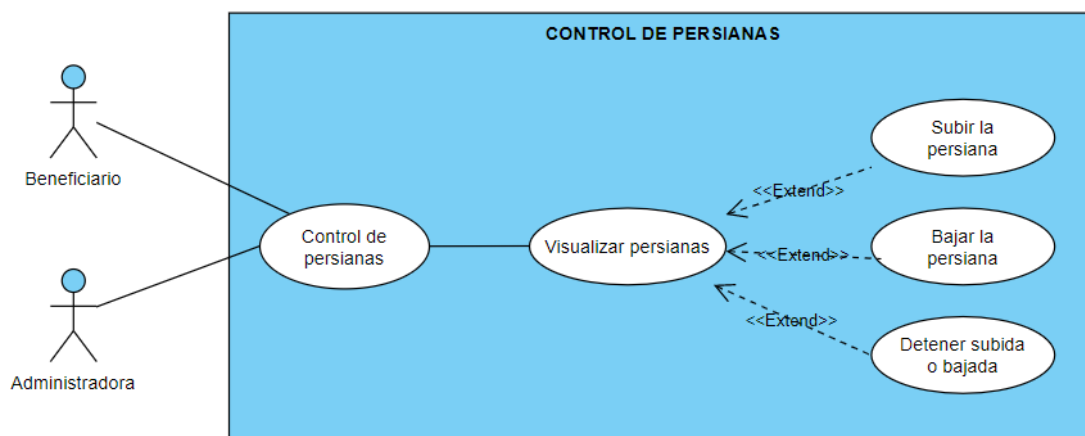 CONTROL DE PERSIANAS
Beneficiario
Administradora
Control de
persianas
Visualizar persianas
<<Extend>>
<<Extend>>
<<Extend>>
Subir la
persiana
Bajar la
persiana
Detener subida
o bajada